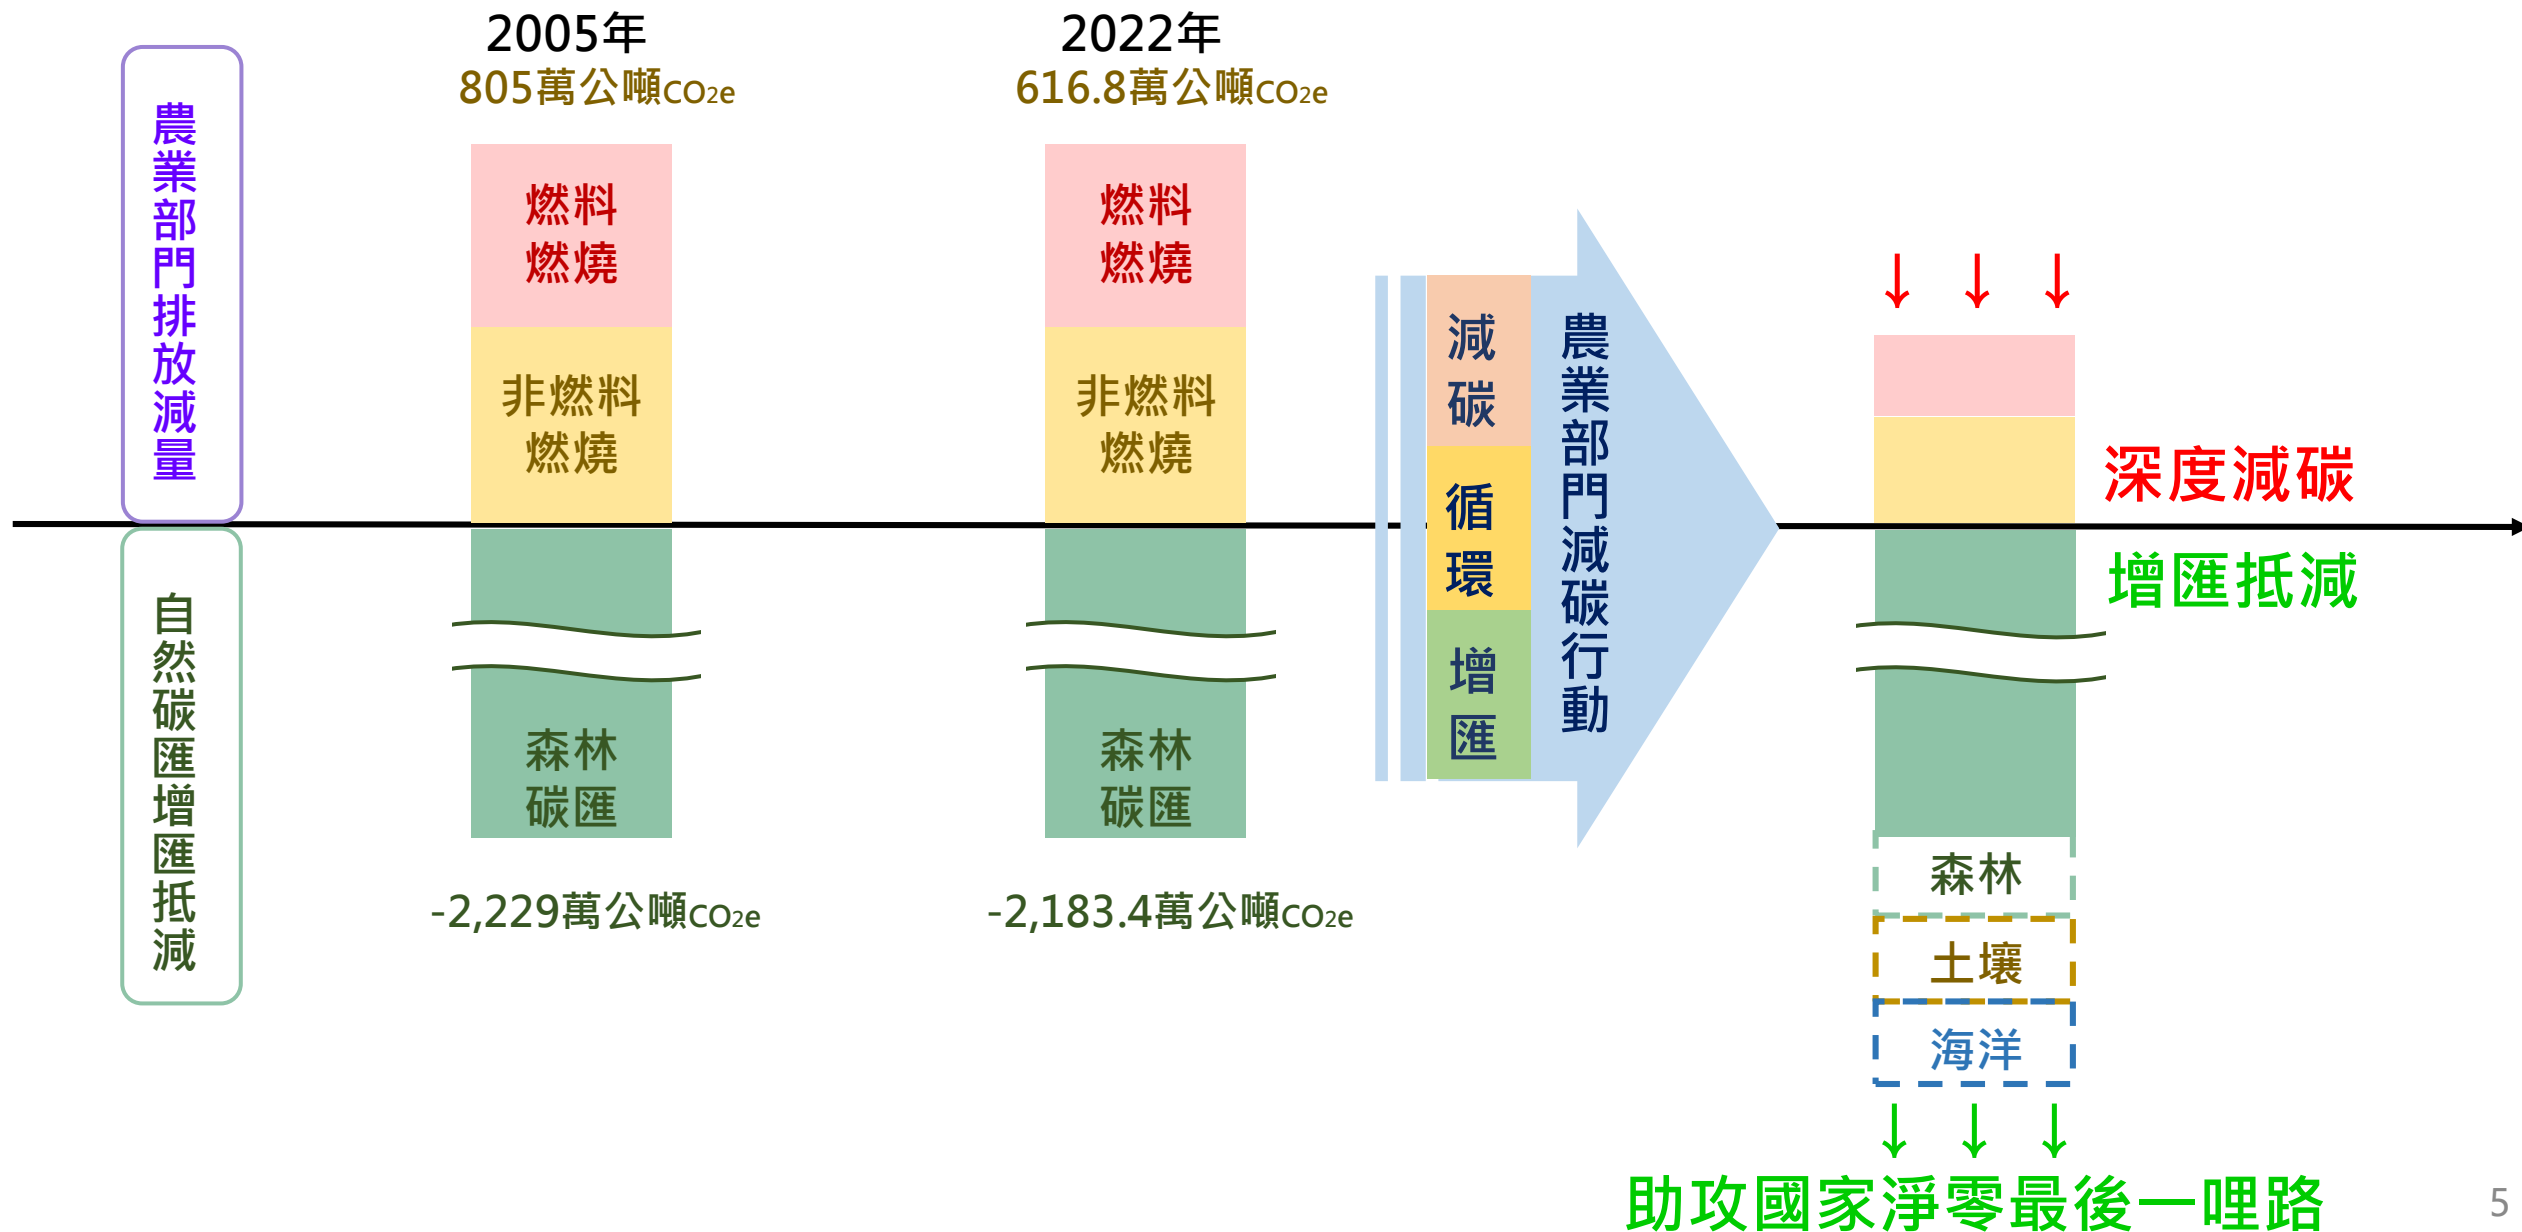 農業部門排放減量
自然碳匯增匯抵減
2005年
805萬公噸CO2e
燃料
燃燒
非燃料
燃燒
森林
碳匯
-2,229萬公噸CO2e
2022年
616.8萬公噸CO2e
燃料
燃燒
非燃料
燃燒
森林
碳匯
-2,183.4萬公噸CO2e
減碳
循環
增匯
農業部門減碳行動
↓ ↓ ↓
深度減碳
增匯抵減
森林
土壤
海洋
↓ ↓ ↓
助攻國家淨零最後一哩路
5